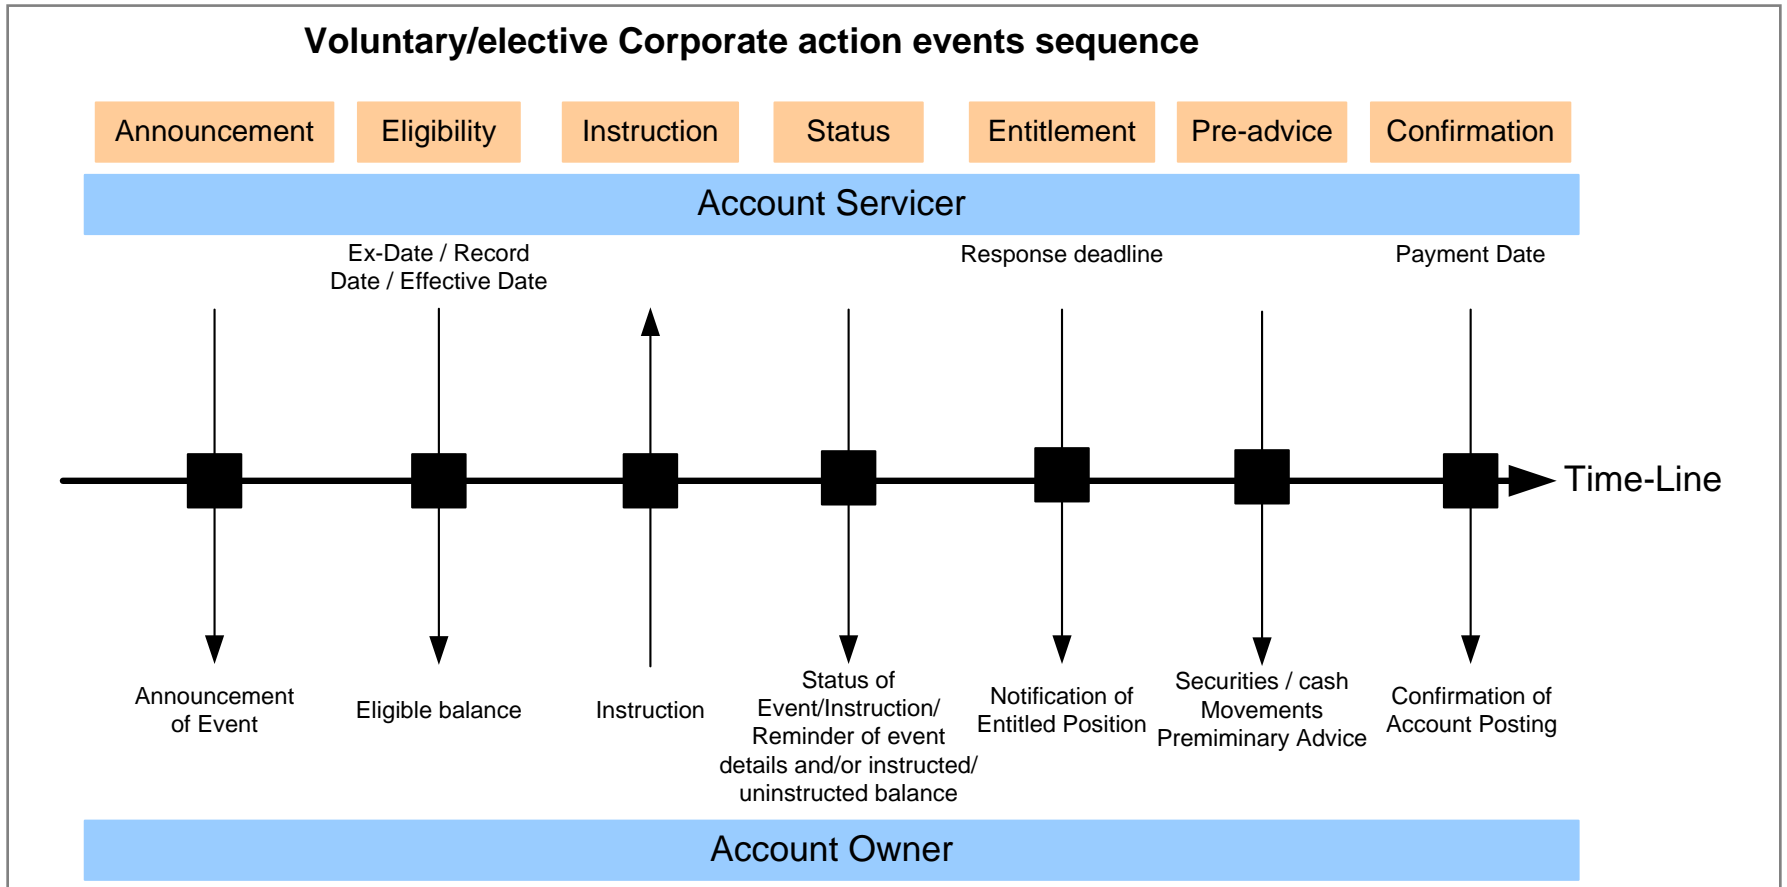 Voluntary/elective Corporate action events sequence
Announcement
Eligibility
Instruction
Status
Entitlement
Pre-advice
Confirmation
Account Servicer
Ex-Date / Record
Date / Effective Date
Response deadline
Payment Date
Time-Line
Announcement
of Event
Eligible balance
Instruction
Status of
Event/Instruction/
Reminder of event
details and/or instructed/
uninstructed balance
Notification of
Entitled Position
Securities / cash
Movements
Premiminary Advice
Confirmation of
Account Posting
Account Owner